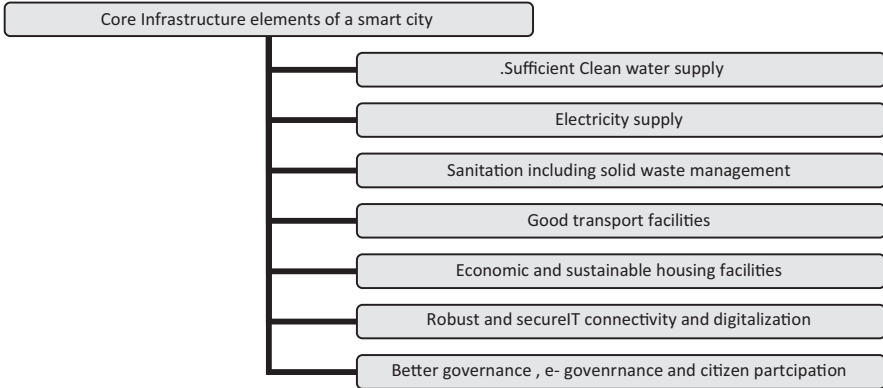 Core Infrastructure elements of a smart city
.Sufficient Clean water supply
Electricity supply
Sanitation including solid waste management
Good transport facilities
Economic and sustainable housing facilities
Robust and secureIT connectivity and digitalization
Better governance , e- govenrnance and citizen partcipation